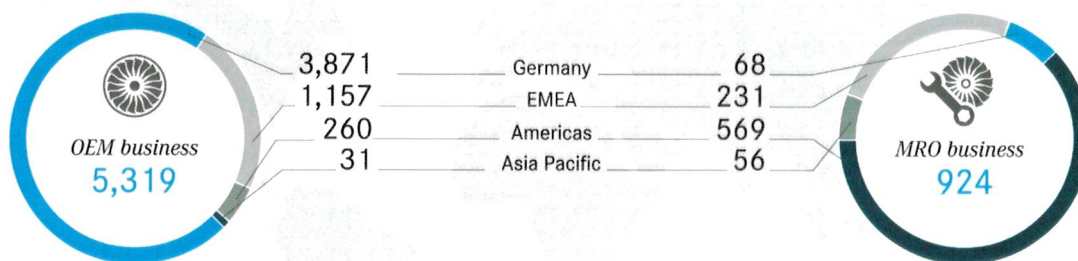 3,871 Germany 68
1,157 EMEA 231
260 Americas 569
31 Asia Pacific 56
OEM business
5,319
MRO business
924